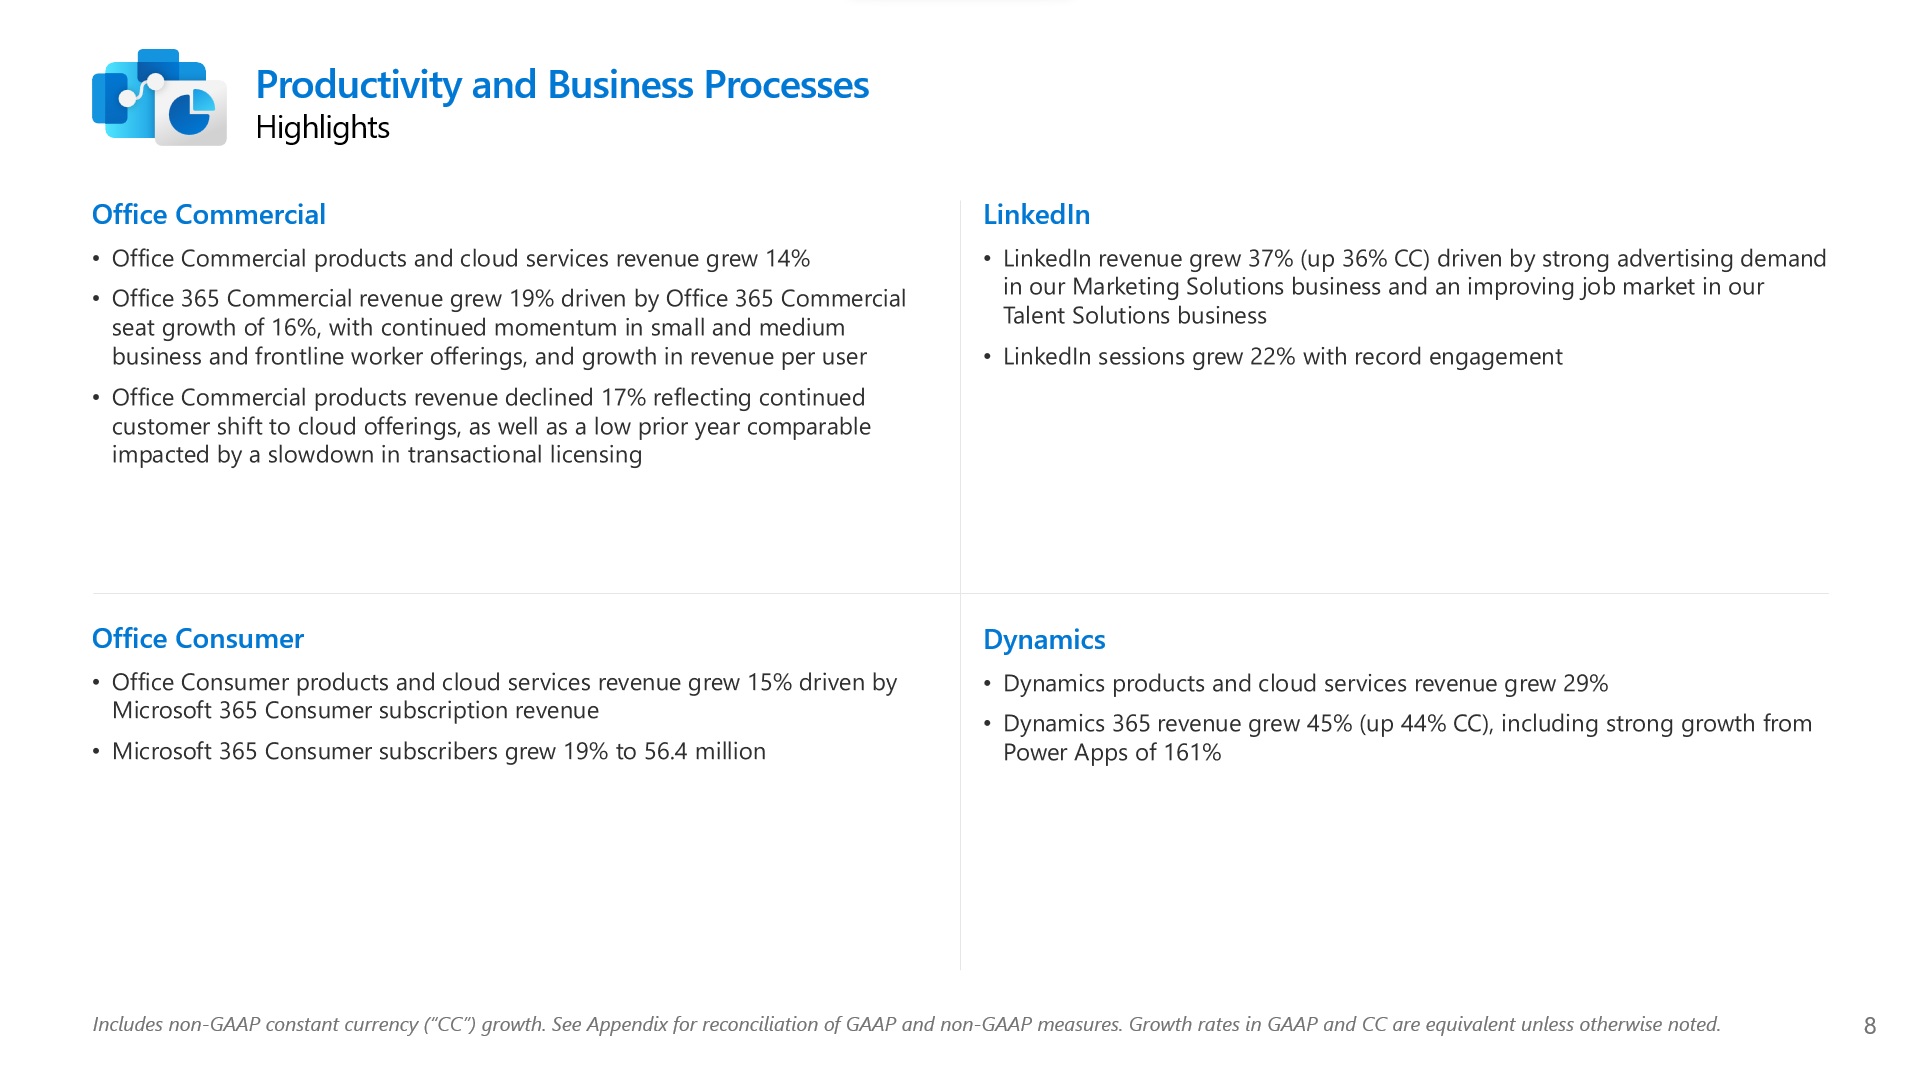 Productivity and Business Processes
Highlights
Office Commercial
• Office Commercial products and cloud services revenue grew 14%
• Office 365 Commercial revenue grew 19% driven by Office 365 Commercial
seat growth of 16%, with continued momentum in small and medium
business and frontline worker offerings, and growth in revenue per user
• Office Commercial products revenue declined 17% reflecting continued
customer shift to cloud offerings, as well as a low prior year comparable
impacted by a slowdown in transactional licensing
LinkedIn
• LinkedIn revenue grew 37% (up 36% CC) driven by strong advertising demand
in our Marketing Solutions business and an improving job market in our
Talent Solutions business
• LinkedIn sessions grew 22% with record engagement
Office Consumer
• Office Consumer products and cloud services revenue grew 15% driven by
Microsoft 365 Consumer subscription revenue
• Microsoft 365 Consumer subscribers grew 19% to 56.4 million
Dynamics
• Dynamics products and cloud services revenue grew 29%
• Dynamics 365 revenue grew 45% (up 44% CC), including strong growth from
Power Apps of 161%
Includes non-GAAP constant currency (“CC”) growth. See Appendix for reconciliation of GAAP and non-GAAP measures. Growth rates in GAAP and CC are equivalent unless otherwise noted.
8